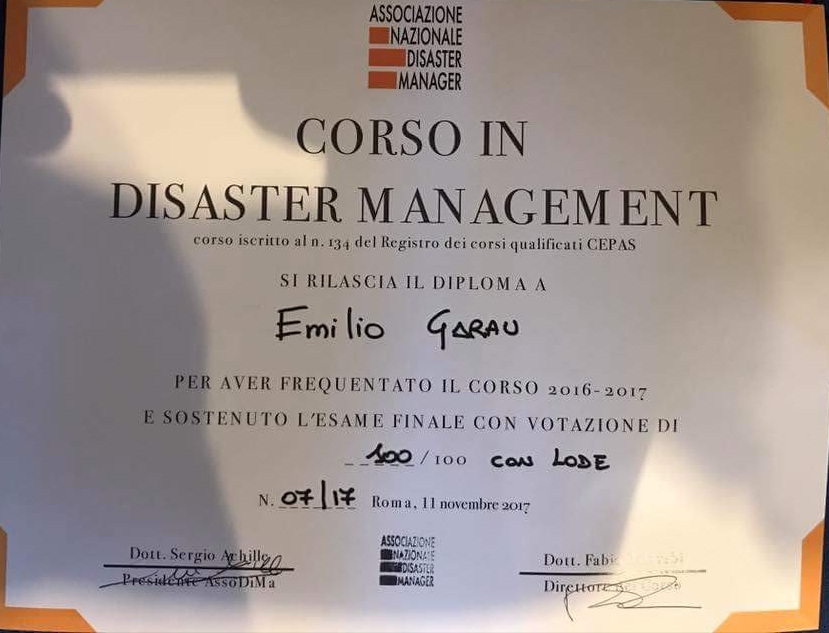 ASSOCIAZIONE
NAZIONALE
DISASTER
MANAGER
CORSO IN
DISASTER MANAGEMENT
corso iscritto al n. 134 del Registro dei corsi qualificati CEPAS
SI RILASCIA IL DIPLOMA A
Emilio GARAU
PER AVER FREQUENTATO IL CORSO 2016-2017
E SOSTENUTO L'ESAME FINALE CON VOTAZIONE DI
100/100 CON LODE
N. 07/17 Roma, 11 novembre 2017
Dott. Sergio Achille
Presidente AssoDiMa
ASSOCIAZIONE
NAZIONALE
DISASTER
MANAGER
Dott.
Direttore del Corso